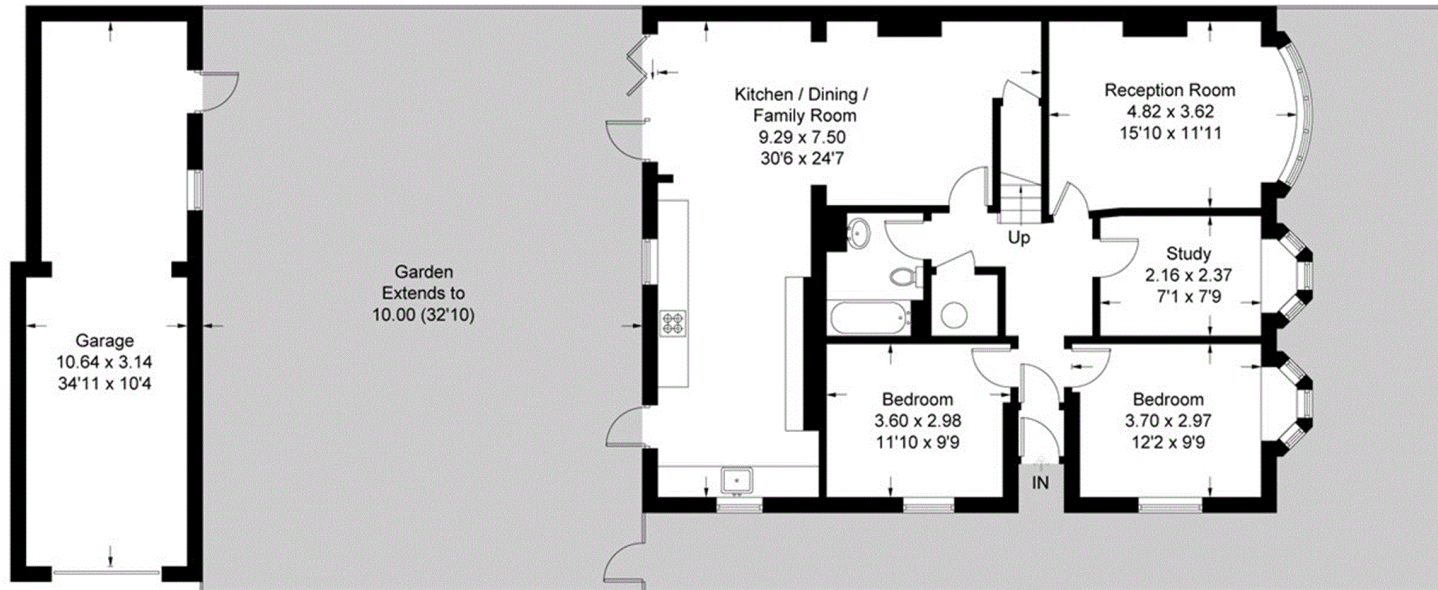 Kitchen / Dining /
Family Room
9.29 x 7.50
30'6 x 24'7
Reception Room
4.82 x 3.62
15'10 x 11'11
Up
Study
2.16 x 2.37
7'1 x 7'9
Garden
Extends to
10.00 (32'10)
Garage
10.64 x 3.14
34'11 x 10'4
Bedroom
3.60 x 2.98
11'10 x 9'9
Bedroom
3.70 x 2.97
12'2 x 9'9
IN